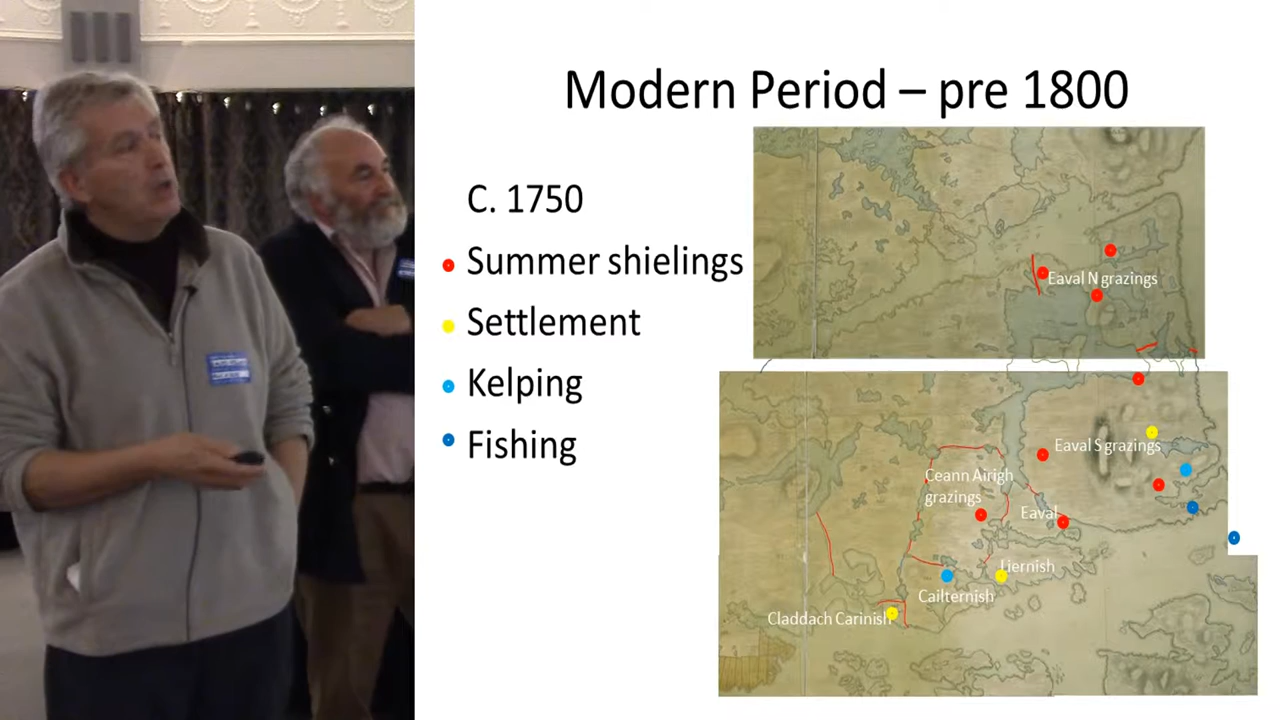 Modern Period – pre 1800
C. 1750
Summer shielings
Settlement
Kelping
Fishing
Eaval N grazings
Eaval S grazings
Ceann Airigh
grazings
Eaval
Liernish
Cailternish
Claddach Carinish